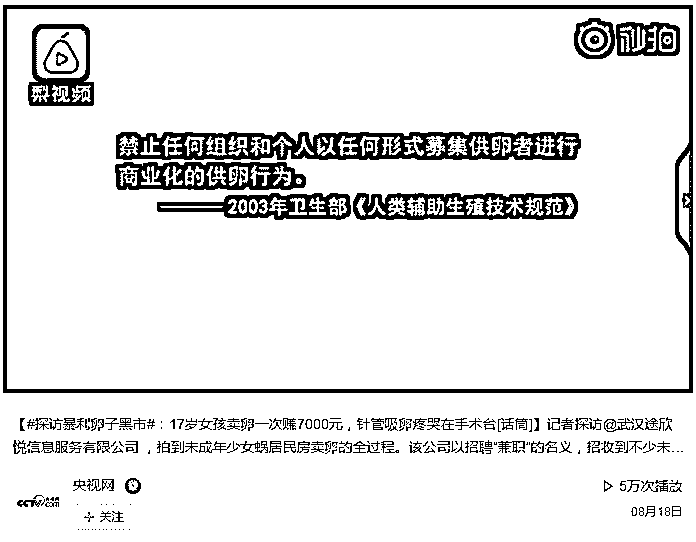 梨视频
秒拍
禁止任何组织和个人以任何形式募集供卵者进行
商业化的供卵行为。
———2003年卫生部《人类辅助生殖技术规范》
【#探访暴利卵子黑市#：17岁女孩卖卵一次赚7000元，针管吸卵疼哭在手术台[话筒]】记者探访@武汉途欣
悦信息服务有限公司 ，拍到未成年少女蜗居民房卖卵的全过程。该公司以招聘“兼职”的名义，招收到不少未…
央视网
5万次播放
CCTV.com
关注
08月18日